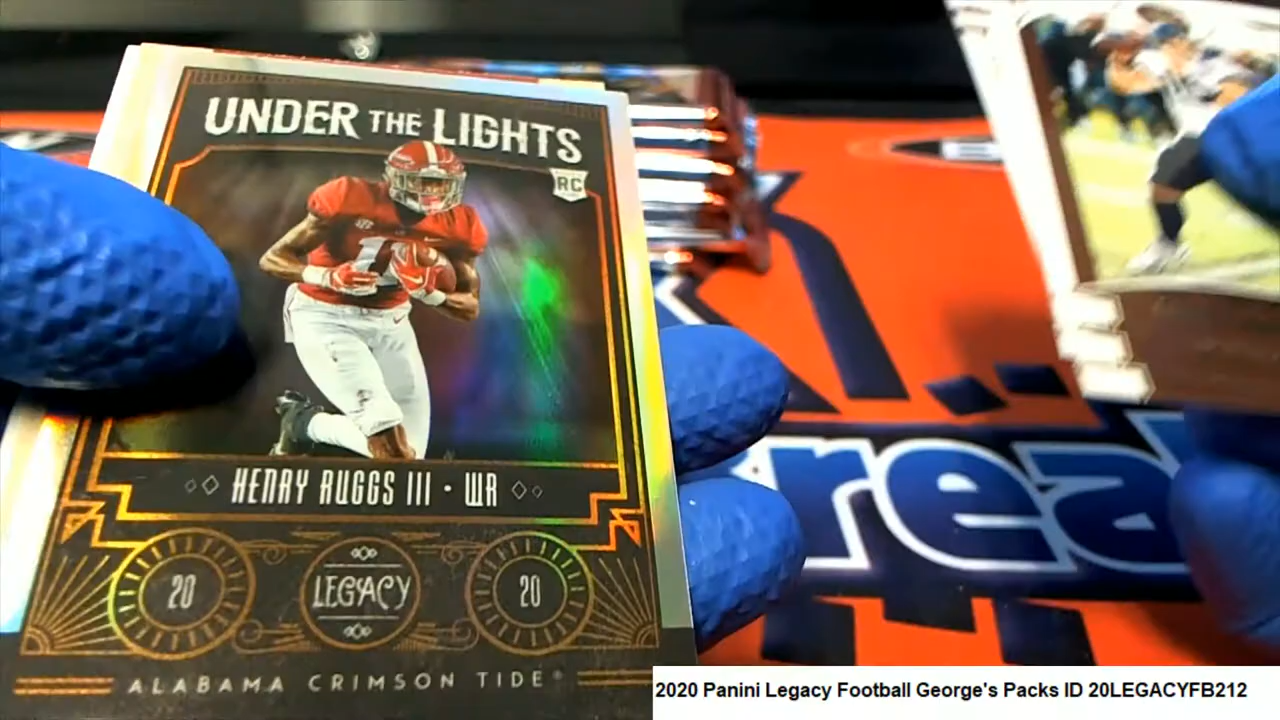 UNDER THE LIGHTS
RC
HENRY RUGGS III · WR
20 LEGACY 20
ALABAMA CRIMSON TIDE
rea
2020 Panini Legacy Football George's Packs ID 20LEGACYFB212